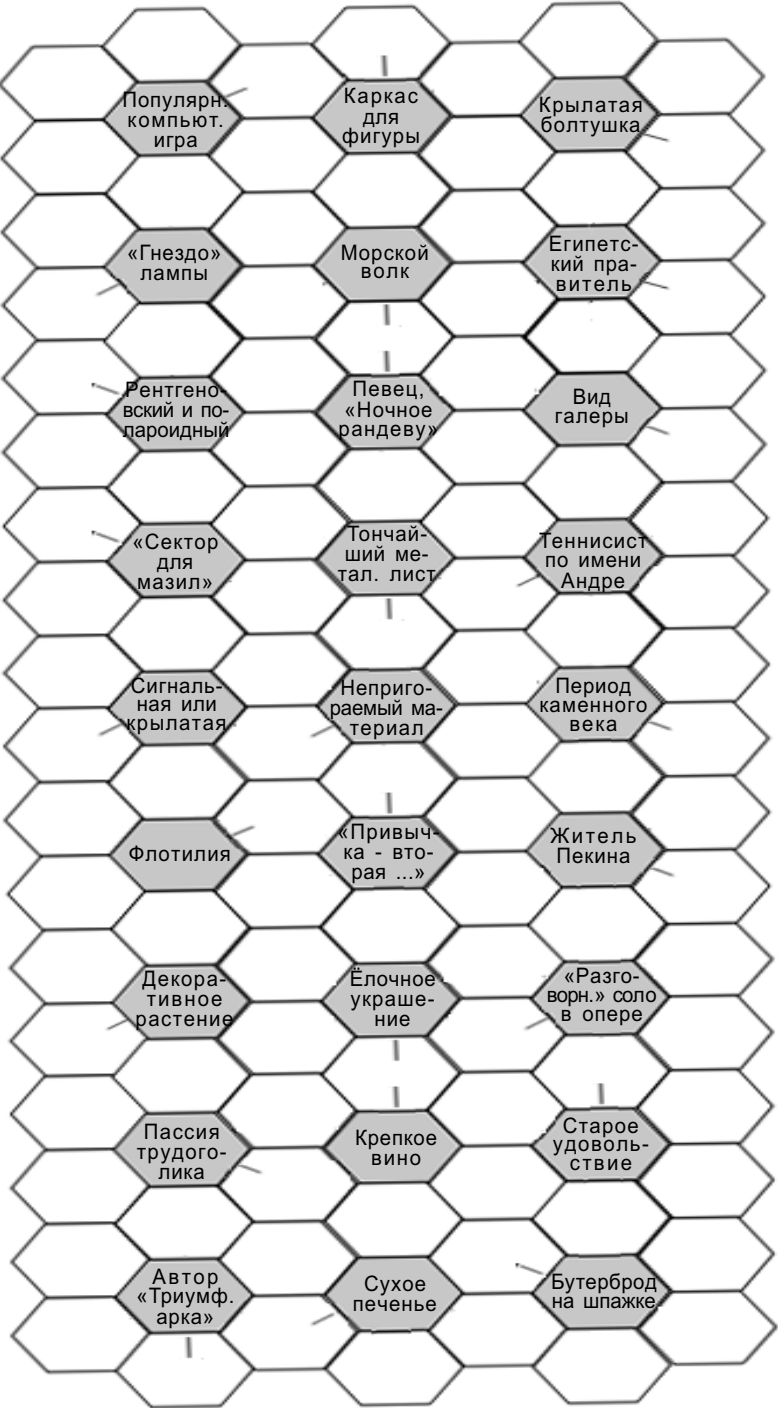 Популярн.
компьют.
игра
Каркас
для
фигуры
Крылатая
болтушка
«Гнездо»
лампы
Морской
волк
Египетс-
ский пра-
витель
Рентгено-
вский и по-
лароидный
Певец,
«Ночное
рандеву»
Вид
галеры
«Сектор
для
мазил»
Тончай-
ший ме-
тал. лист
Теннисист
по имени
Андре
Сигналь-
ная или
крылатая
Непригo-
раемый ма-
териал
Период
каменного
века
Флотилия
«Привыч-
ка - вто-
рая ...»
Житель
Пекина
Декора-
тивное
растение
Ёлочное
украше-
ние
«Разго-
ворн.» соло
в опере
Пассия
трудого-
лика
Крепкое
вино
Старое
удоволь-
ствие
Автор
«Триумф.
арка»
Сухое
печенье
Бутерброд
на шпажке